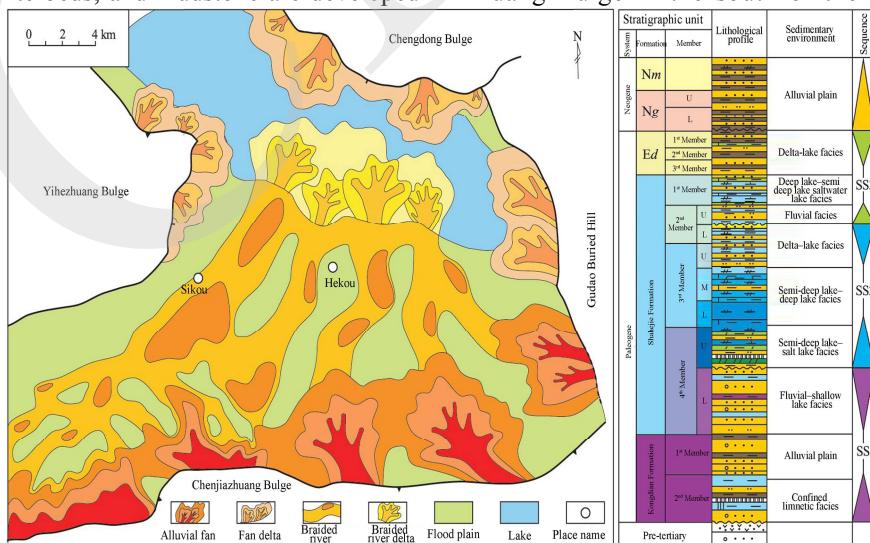 0 2 4 km
Chengdong Bulge
N
Yihezhuang Bulge
Gudao Buried Hill
Sikou
Hekou
Chenjiazhuang Bulge
Alluvial fan
Fan delta
Braided river
Braided river delta
Flood plain
Lake
Place name
Stratigraphic unit
System
Formation
Member
Lithological profile
Sedimentary environment
Sequence
Neogene
Nm
Ng
U
L
Alluvial plain
Paleogene
Ed
1st Member
2nd Member
3rd Member
Delta-lake facies
Shahejie Formation
1st Member
Deep lake–semi deep lake saltwater lake facies
2nd Member
U
L
Fluvial facies
Delta–lake facies
3rd Member
U
M
L
Semi-deep lake–deep lake facies
4th Member
U
L
Semi-deep lake–salt lake facies
Fluvial–shallow lake facies
Kongdian Formation
1st Member
Alluvial plain
2nd Member
Confined limnetic facies
Pre-tertiary